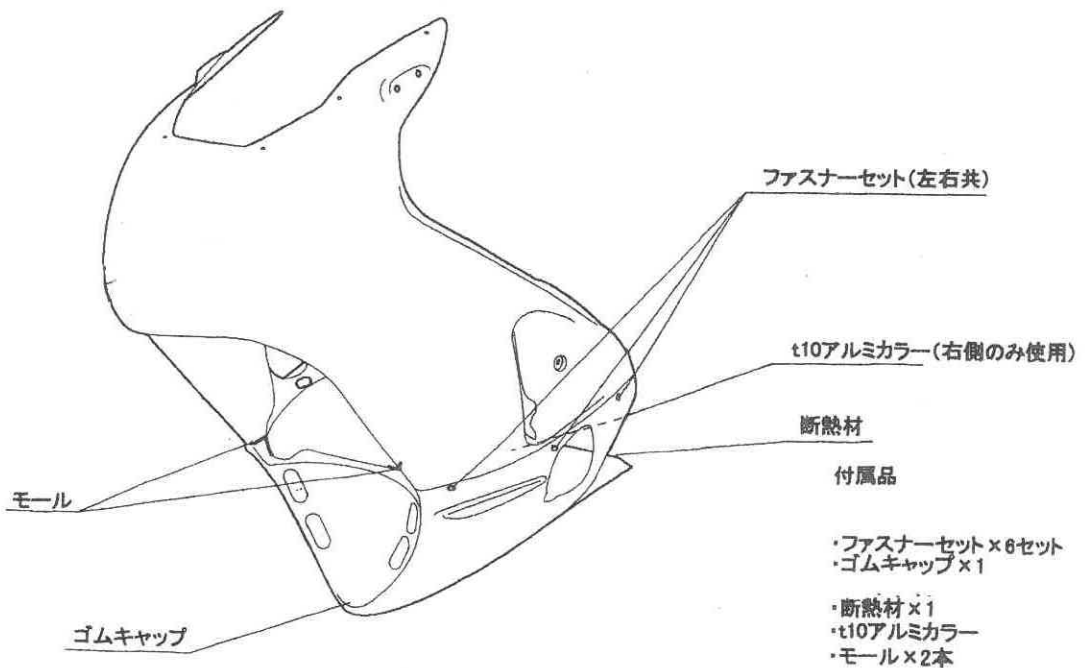 ファスナーセット(左右共)
t10アルミカラー(右側のみ使用)
断熱材
モール
ゴムキャップ
付属品
・ファスナーセット×6セット
・ゴムキャップ×1
・断熱材×1
・t10アルミカラー
・モール×2本